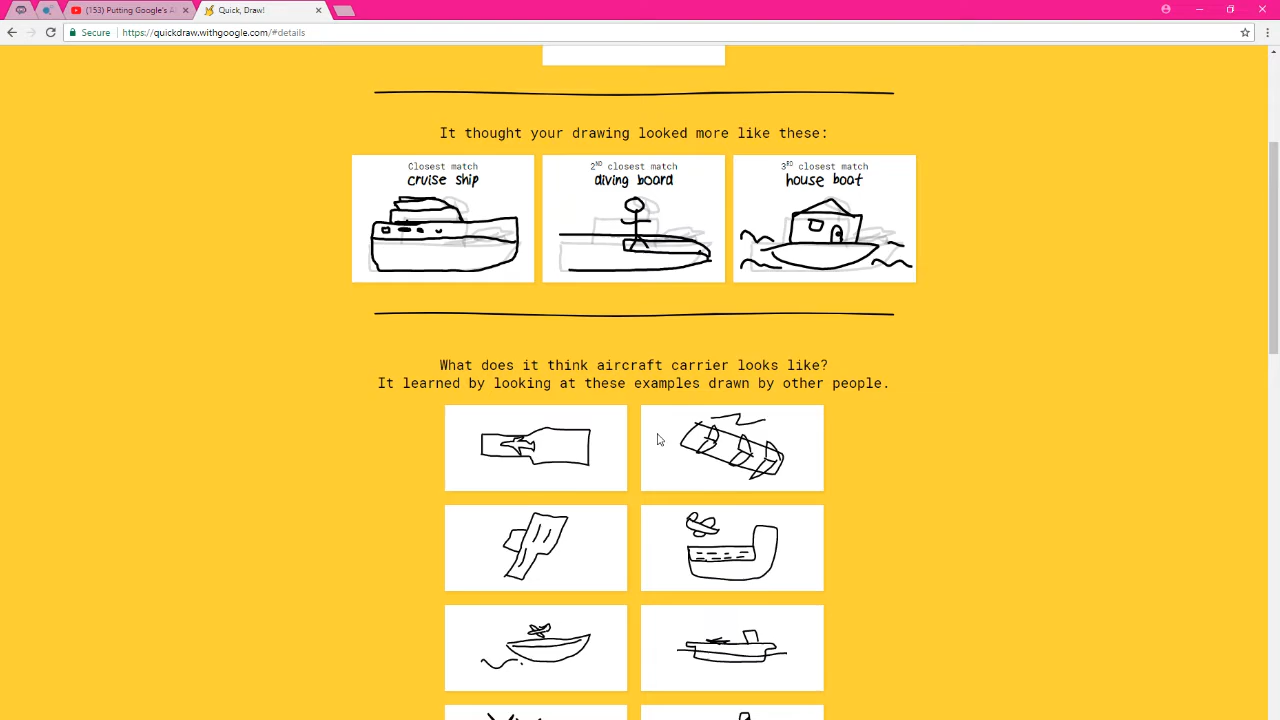 (153) Putting Google's A
Quick, Draw!
Secure
https://quickdraw.withgoogle.com/#details
It thought your drawing looked more like these:
Closest match
cruise ship
2ND closest match
diving board
3RD closest match
house boat
What does it think aircraft carrier looks like?
It learned by looking at these examples drawn by other people.